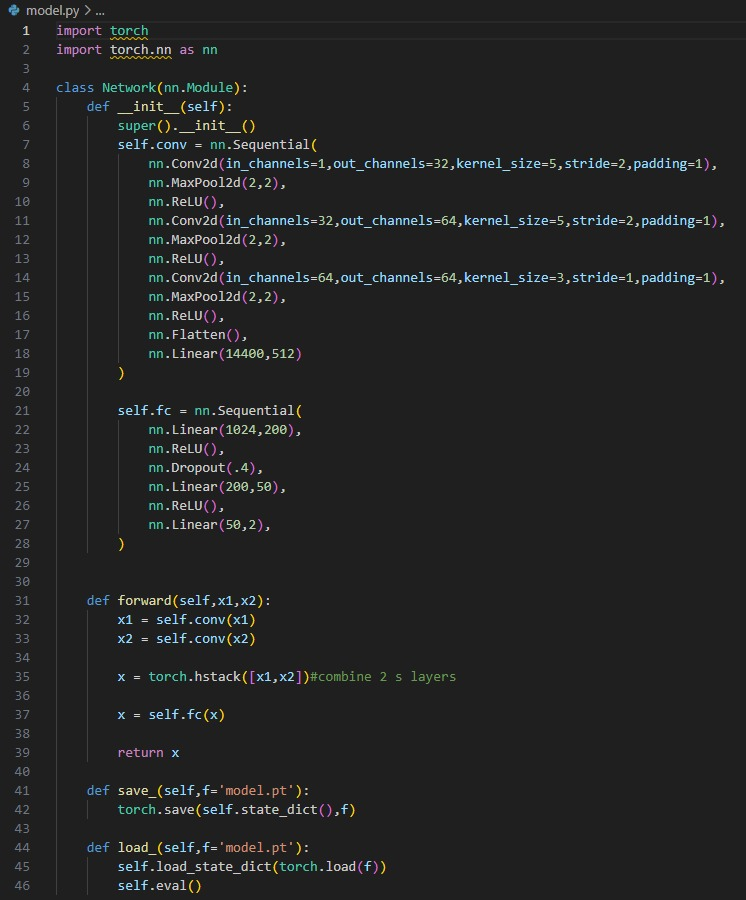 model.py > ...
1 import torch
2 import torch.nn as nn
3
4 class Network(nn.Module):
5     def __init__(self):
6         super().__init__()
7         self.conv = nn.Sequential(
8             nn.Conv2d(in_channels=1,out_channels=32,kernel_size=5,stride=2,padding=1),
9             nn.MaxPool2d(2,2),
10             nn.ReLU(),
11             nn.Conv2d(in_channels=32,out_channels=64,kernel_size=5,stride=2,padding=1),
12             nn.MaxPool2d(2,2),
13             nn.ReLU(),
14             nn.Conv2d(in_channels=64,out_channels=64,kernel_size=3,stride=1,padding=1),
15             nn.MaxPool2d(2,2),
16             nn.ReLU(),
17             nn.Flatten(),
18             nn.Linear(14400,512)
19         )
20
21         self.fc = nn.Sequential(
22             nn.Linear(1024,200),
23             nn.ReLU(),
24             nn.Dropout(.4),
25             nn.Linear(200,50),
26             nn.ReLU(),
27             nn.Linear(50,2),
28         )
29
30
31     def forward(self,x1,x2):
32         x1 = self.conv(x1)
33         x2 = self.conv(x2)
34
35         x = torch.hstack([x1,x2])#combine 2 s layers
36
37         x = self.fc(x)
38
39         return x
40
41     def save_(self,f='model.pt'):
42         torch.save(self.state_dict(),f)
43
44     def load_(self,f='model.pt'):
45         self.load_state_dict(torch.load(f))
46         self.eval()